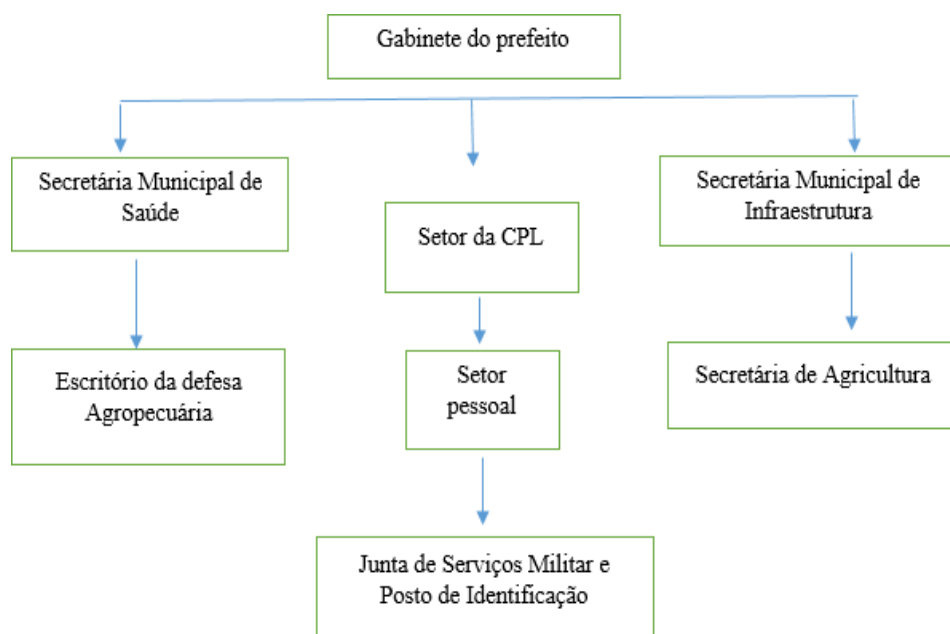 Gabinete do prefeito
Secretária Municipal de
Saúde
Setor da CPL
Secretária Municipal de
Infraestrutura
Escritório da defesa
Agropecuária
Setor
pessoal
Secretária de Agricultura
Junta de Serviços Militar e
Posto de Identificação